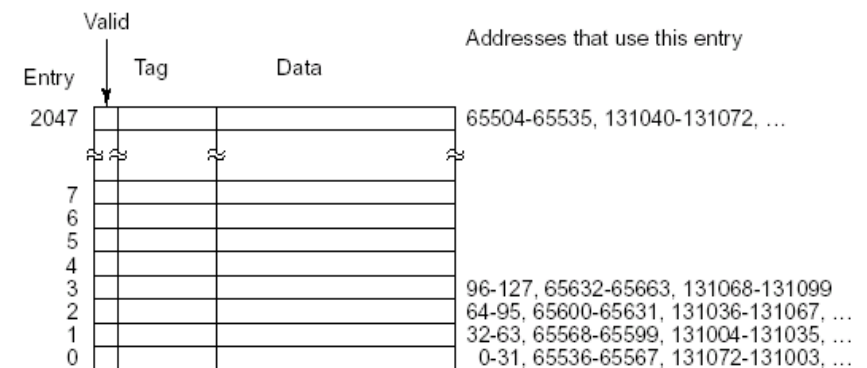 Valid
Addresses that use this entry
Entry Tag Data
2047 65504-65535, 131040-131072, ...
7
6
5
4
3 96-127, 65632-65663, 131068-131099
2 64-95, 65600-65631, 131036-131067, ...
1 32-63, 65568-65599, 131004-131035, ...
0 0-31, 65536-65567, 131072-131003, ...